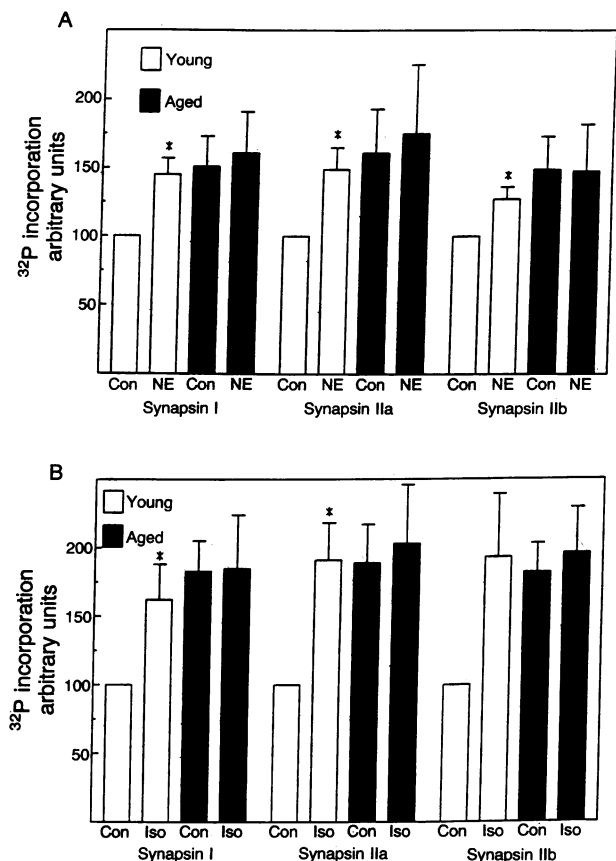 A
Young
Aged
³²P incorporation
arbitrary units
200
150
100
50
Con NE Con NE Con NE Con NE Con NE Con NE
Synapsin I Synapsin IIa Synapsin IIb
* * *
B
Young
Aged
³²P incorporation
arbitrary units
200
150
100
50
* *
Con Iso Con Iso Con Iso Con Iso Con Iso Con Iso
Synapsin I Synapsin IIa Synapsin IIb